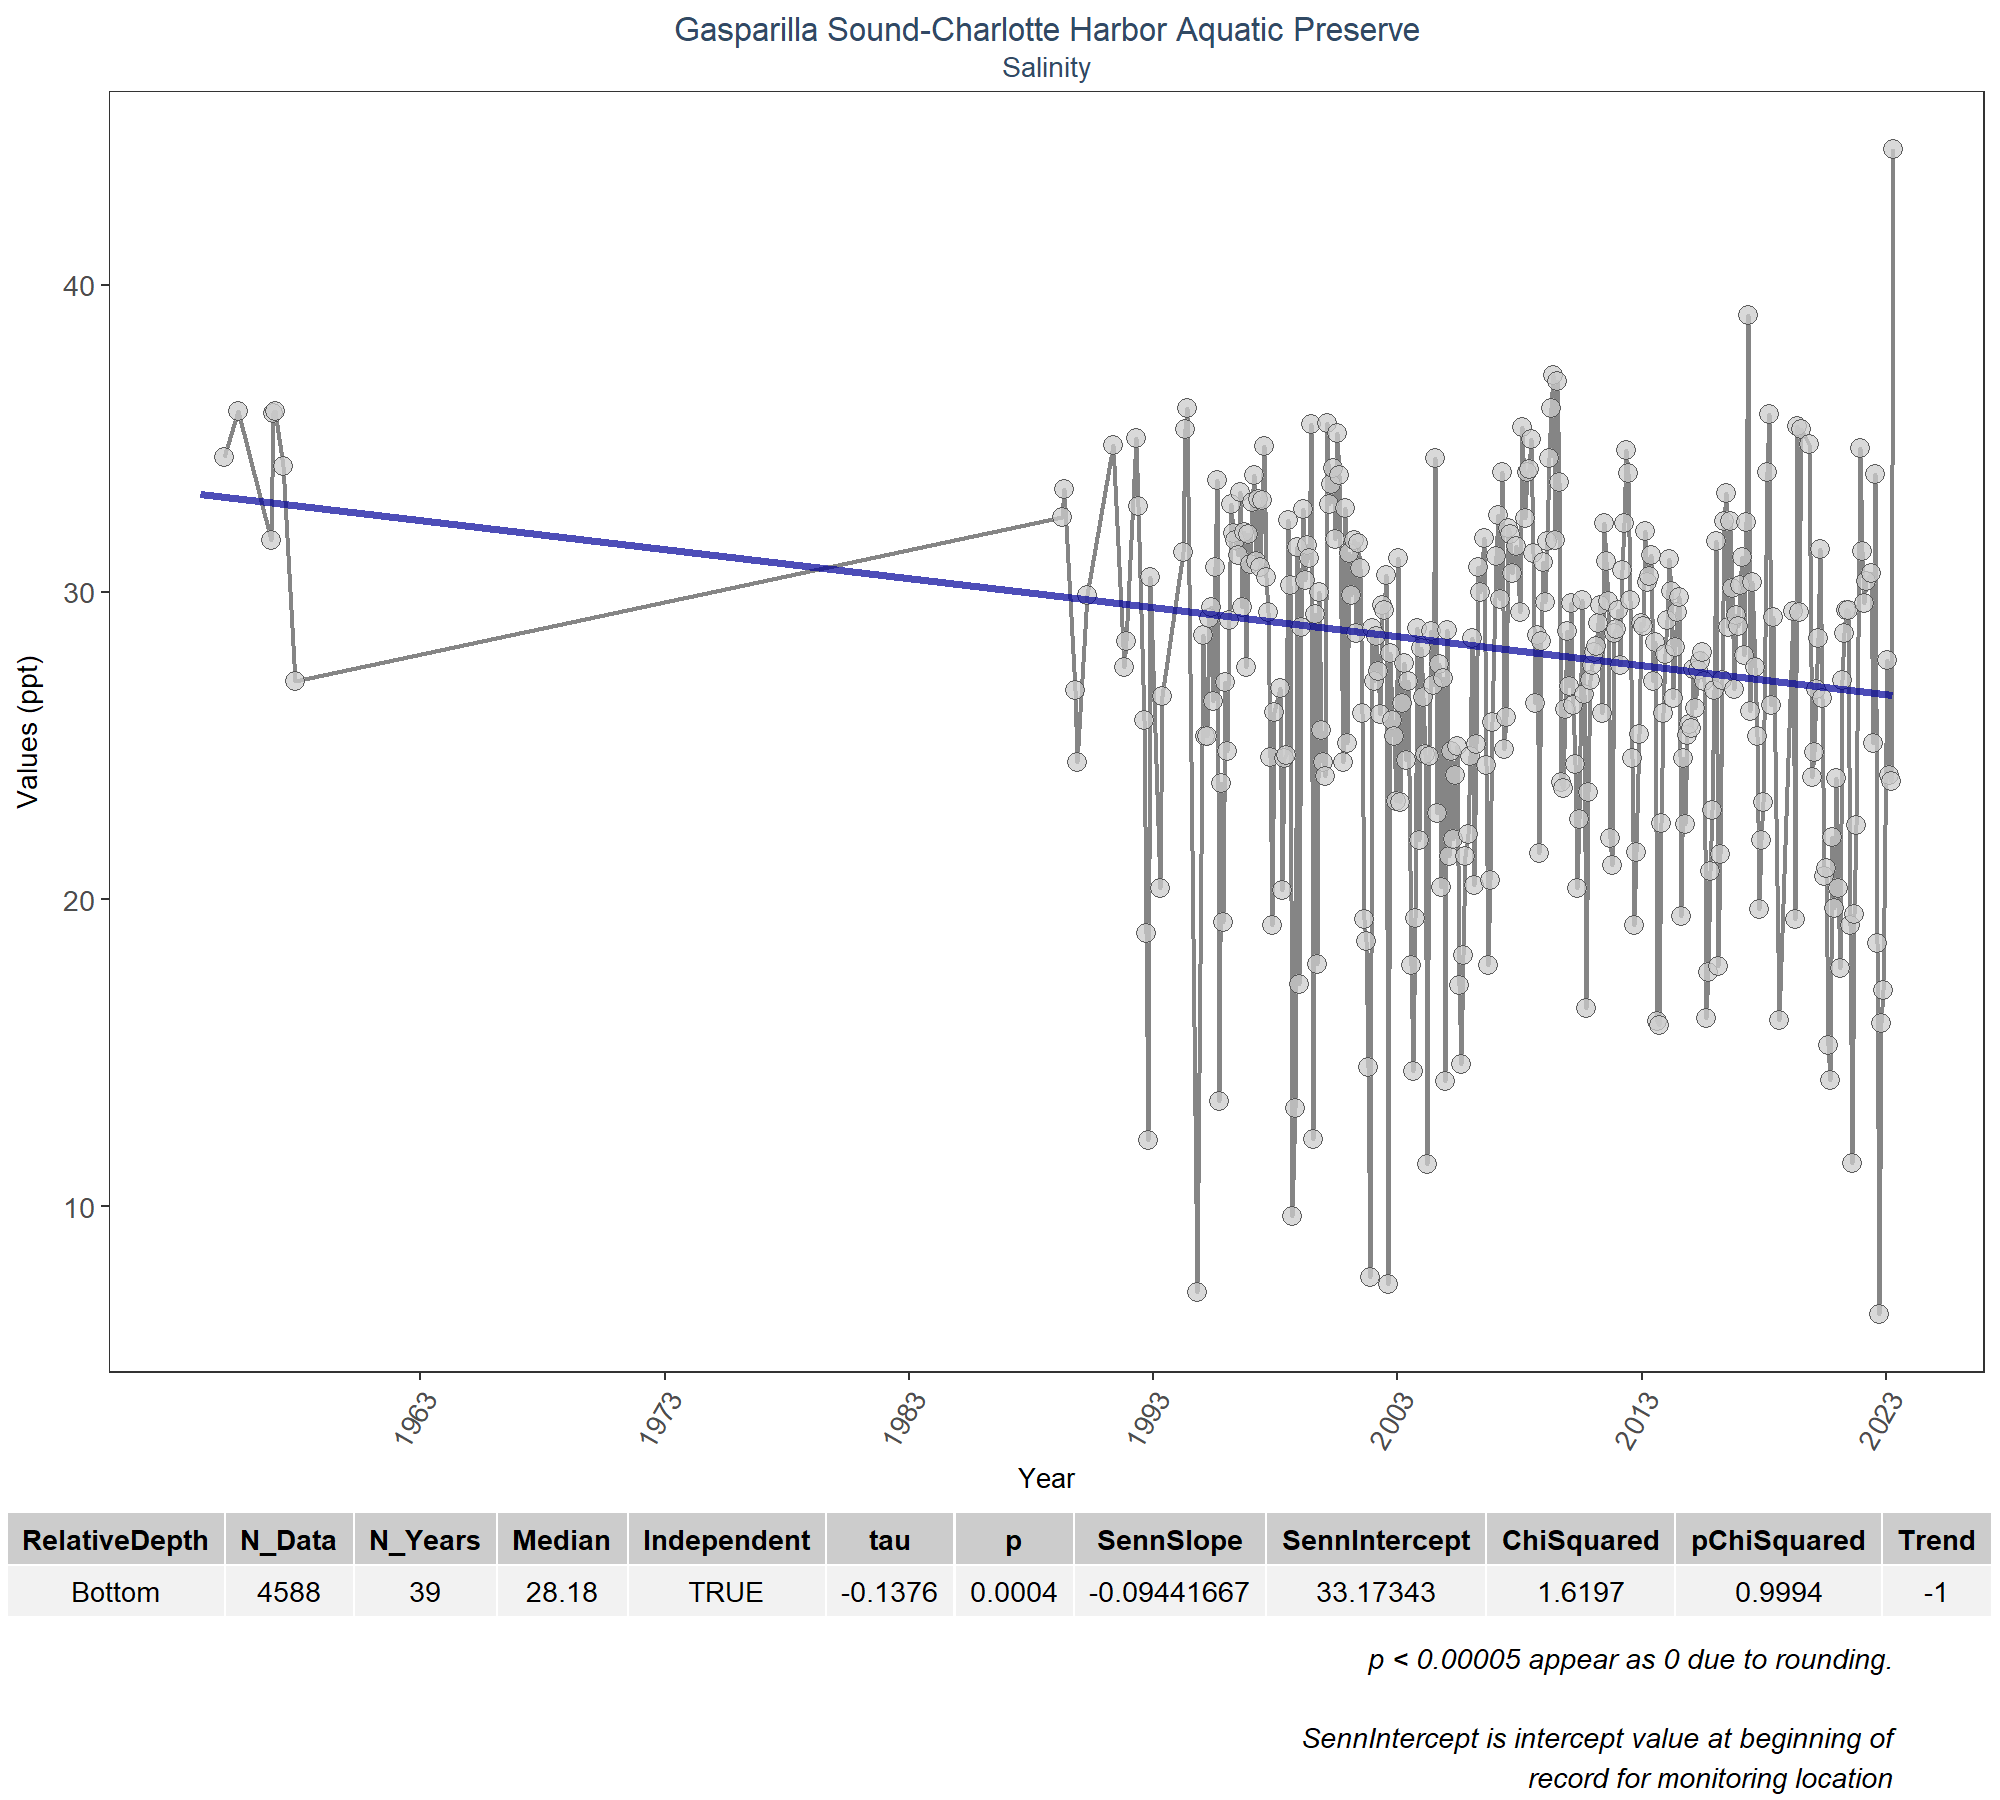 Gasparilla Sound-Charlotte Harbor Aquatic Preserve
Salinity
Values (ppt)
40
30
20
10
1963 1973 1983 1993 2003 2013 2023
Year
RelativeDepth N_Data N_Years Median Independent tau p SennSlope SennIntercept ChiSquared pChiSquared Trend
Bottom 4588 39 28.18 TRUE -0.1376 0.0004 -0.09441667 33.17343 1.6197 0.9994 -1
p < 0.00005 appear as 0 due to rounding.
SennIntercept is intercept value at beginning of
record for monitoring location